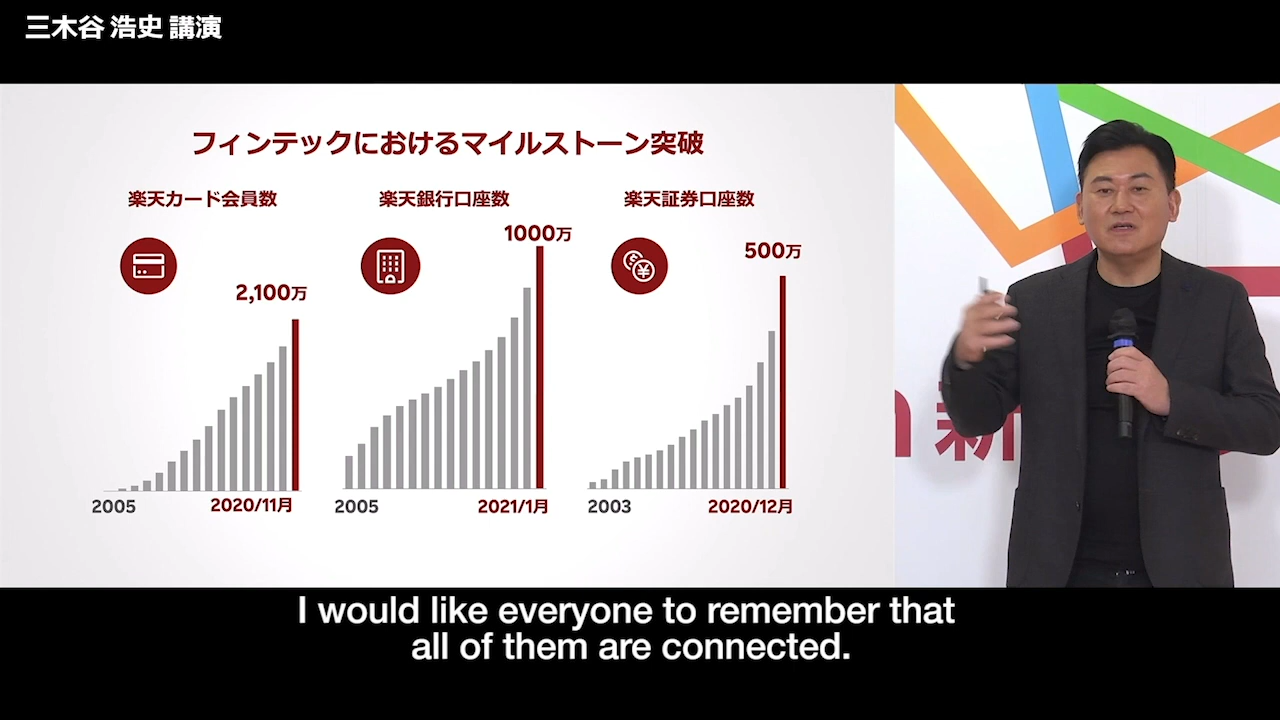 三木谷 浩史 講演
フィンテックにおけるマイルストーン突破
楽天カード会員数
楽天銀行口座数
楽天証券口座数
2,100万
1000万
500万
¥
2005
2020/11月
2005
2021/1月
2003
2020/12月
n 新
I would like everyone to remember that
all of them are connected.